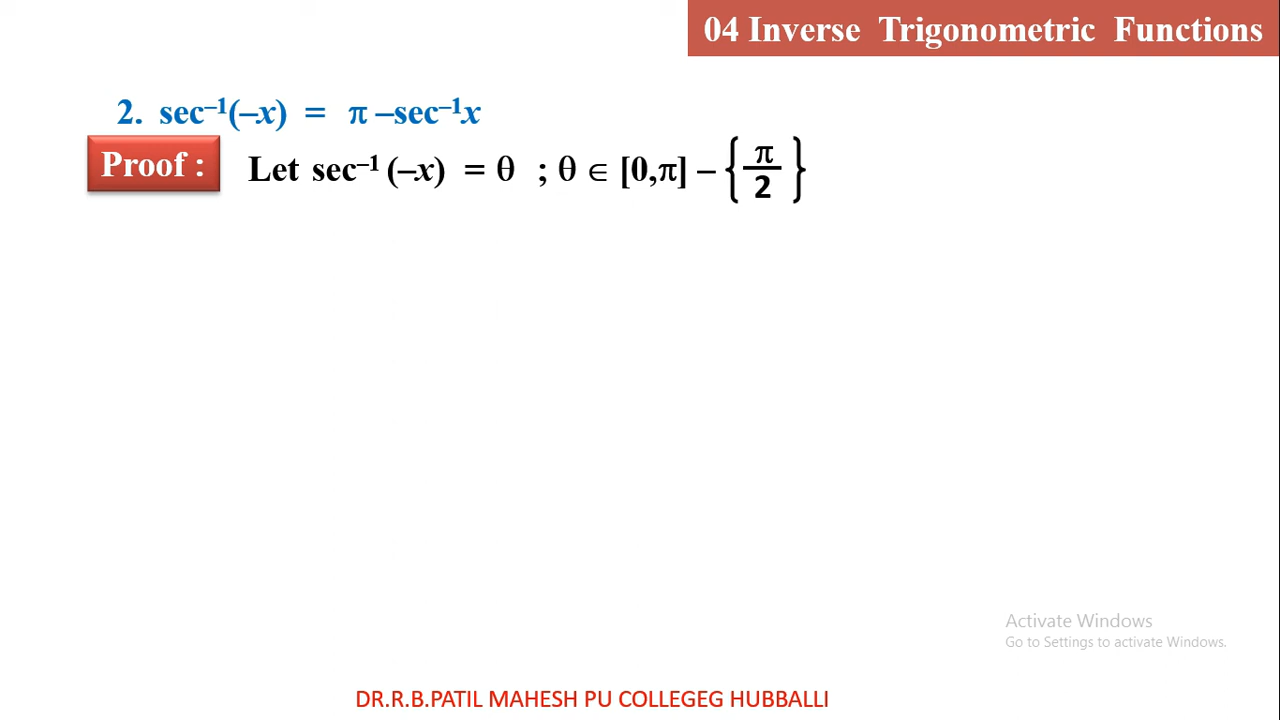 04 Inverse Trigonometric Functions
2. sec⁻¹(–x) = π –sec⁻¹x
Proof : Let sec⁻¹ (–x) = θ ; θ ∈ [0,π] – {π/2}
Activate Windows
Go to Settings to activate Windows.
DR.R.B.PATIL MAHESH PU COLLEGEG HUBBALLI